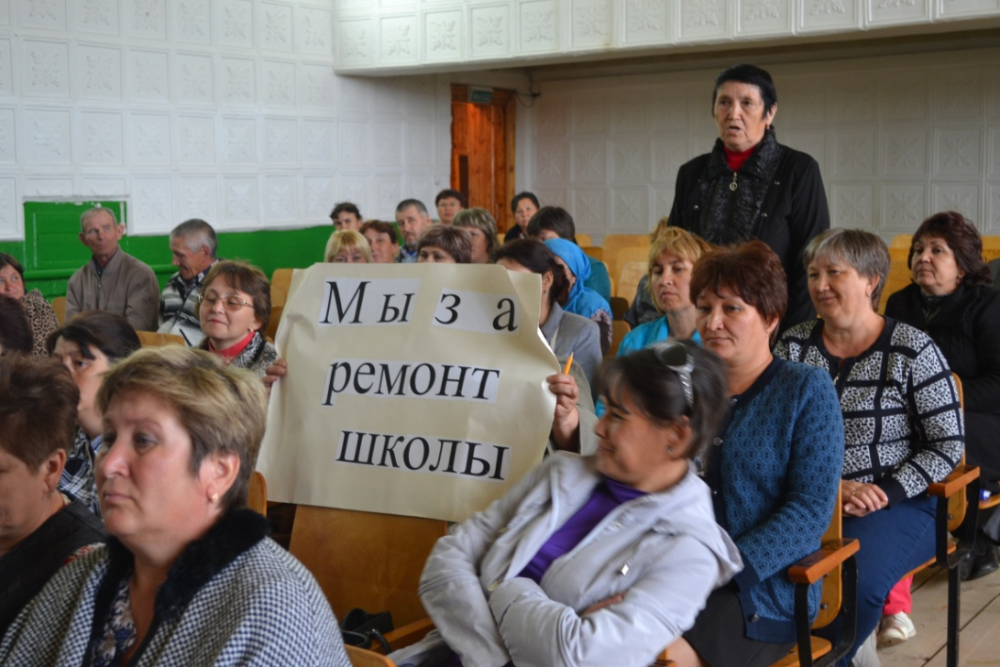 Мы за
ремонт
школы